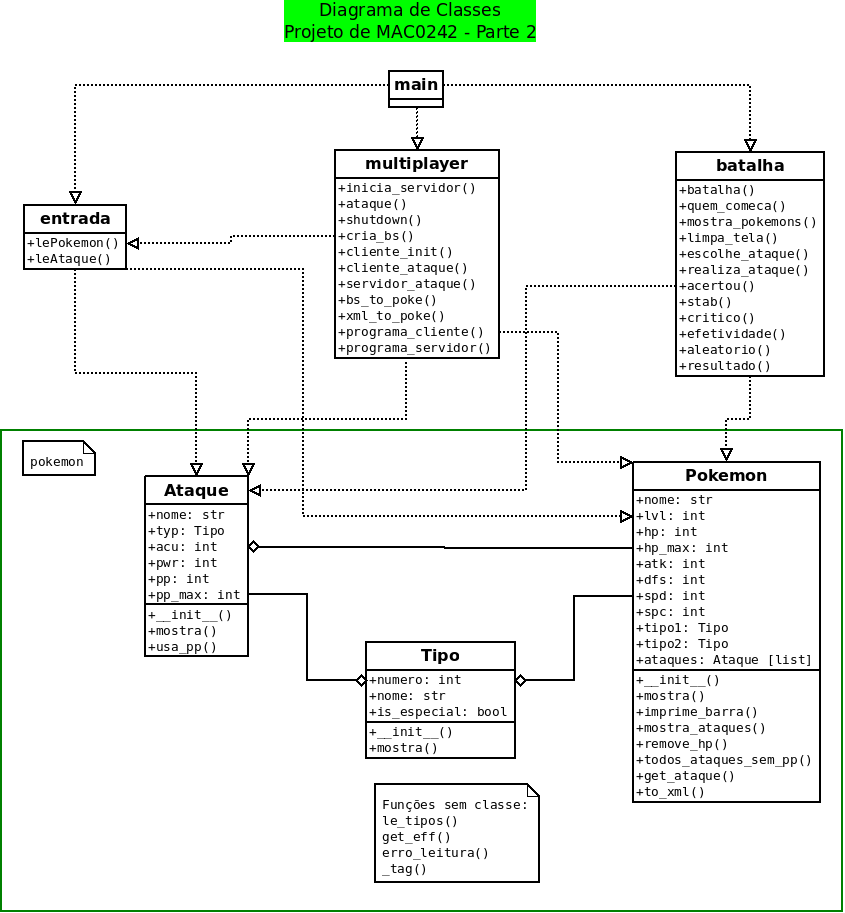 Diagrama de Classes
Projeto de MAC0242 - Parte 2
main
multiplayer
+inicia_servidor()
+ataque()
+shutdown()
+cria_bs()
+cliente_init()
+cliente_ataque()
+servidor_ataque()
+bs_to_poke()
+xml_to_poke()
+programa_cliente()
+programa_servidor()
batalha
+batalha()
+quem_comeca()
+mostra_pokemons()
+limpa_tela()
+escolhe_ataque()
+realiza_ataque()
+acertou()
+stab()
+critico()
+efetividade()
+aleatorio()
+resultado()
entrada
+lePokemon()
+leAtaque()
pokemon
Ataque
+nome: str
+typ: Tipo
+acu: int
+pwr: int
+pp: int
+pp_max: int
+__init__()
+mostra()
+usa_pp()
Pokemon
+nome: str
+lvl: int
+hp: int
+hp_max: int
+atk: int
+dfs: int
+spd: int
+spc: int
+tipo1: Tipo
+tipo2: Tipo
+ataques: Ataque [list]
+__init__()
+mostra()
+imprime_barra()
+mostra_ataques()
+remove_hp()
+todos_ataques_sem_pp()
+get_ataque()
+to_xml()
Tipo
+numero: int
+nome: str
+is_especial: bool
+__init__()
+mostra()
Funções sem classe:
le_tipos()
get_eff()
erro_leitura()
_tag()